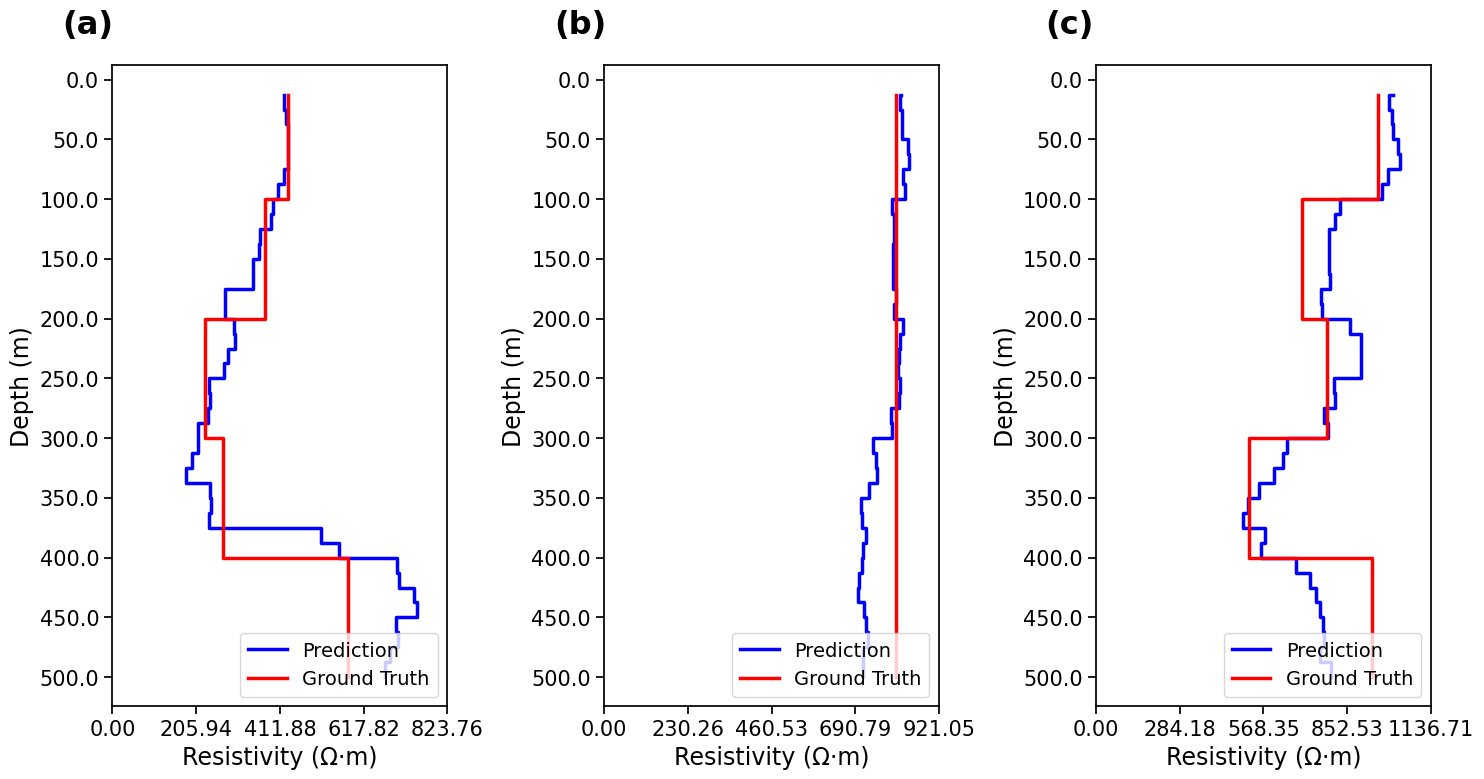 (a)
0.0
50.0
100.0
150.0
200.0
250.0
300.0
350.0
400.0
450.0
500.0
Depth (m)
Prediction
Ground Truth
0.00 205.94 411.88 617.82 823.76
Resistivity (Ω·m)
(b)
0.0
50.0
100.0
150.0
200.0
250.0
300.0
350.0
400.0
450.0
500.0
Depth (m)
Prediction
Ground Truth
0.00 230.26 460.53 690.79 921.05
Resistivity (Ω·m)
(c)
0.0
50.0
100.0
150.0
200.0
250.0
300.0
350.0
400.0
450.0
500.0
Depth (m)
Prediction
Ground Truth
0.00 284.18 568.35 852.53 1136.71
Resistivity (Ω·m)